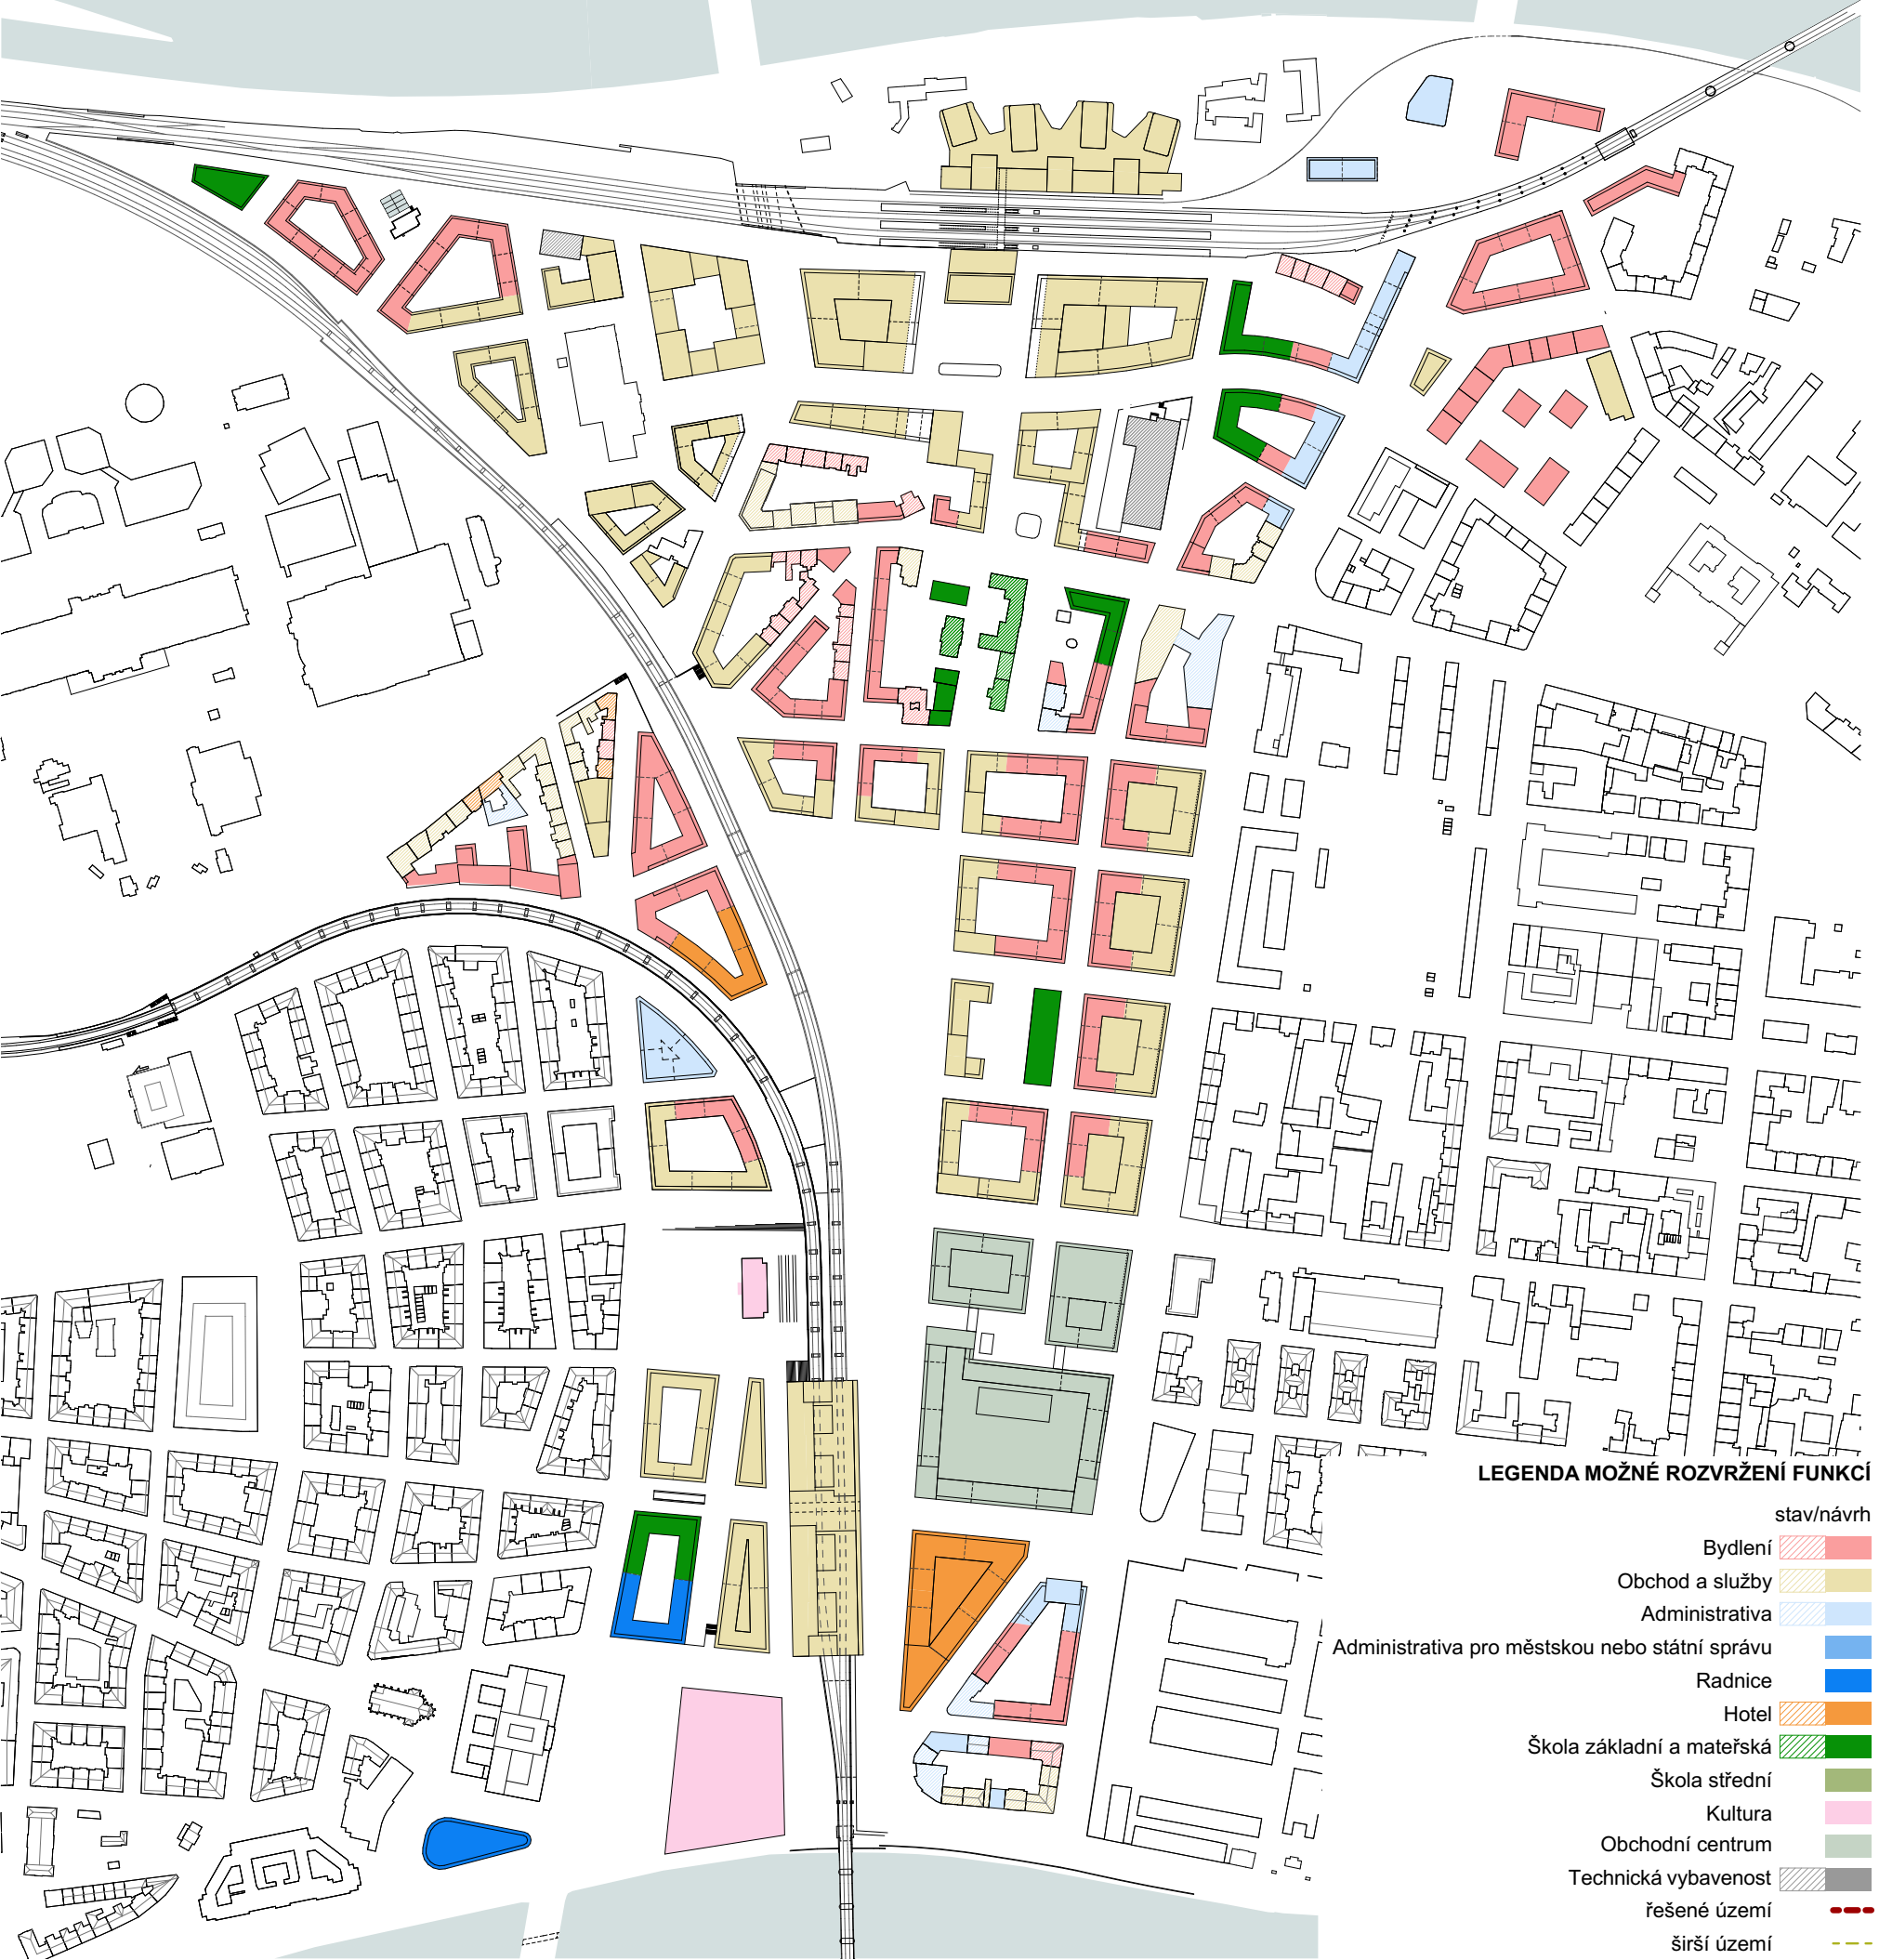 LEGENDA MOŽNÉ ROZVRŽENÍ FUNKCÍ
stav/návrh
Bydlení
Obchod a služby
Administrativa
Administrativa pro městskou nebo státní správu
Radnice
Hotel
Škola základní a mateřská
Škola střední
Kultura
Obchodní centrum
Technická vybavenost
řešené území
širší území